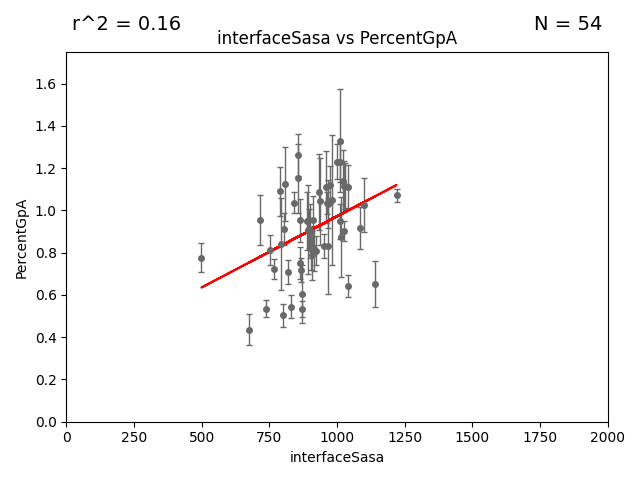 r^2 = 0.16
N = 54
interfaceSasa vs PercentGpA
PercentGpA
1.6
1.4
1.2
1.0
0.8
0.6
0.4
0.2
0.0
0 250 500 750 1000 1250 1500 1750 2000
interfaceSasa